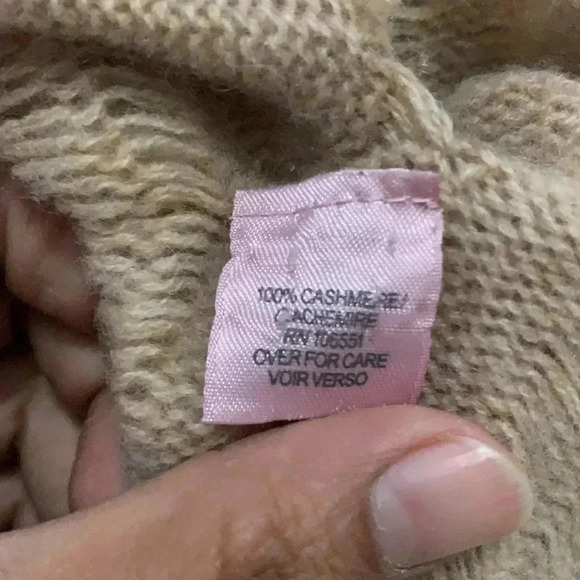 100% CASHMERE/
CACHEMIRE
RN 106551
OVER FOR CARE
VOIR VERSO